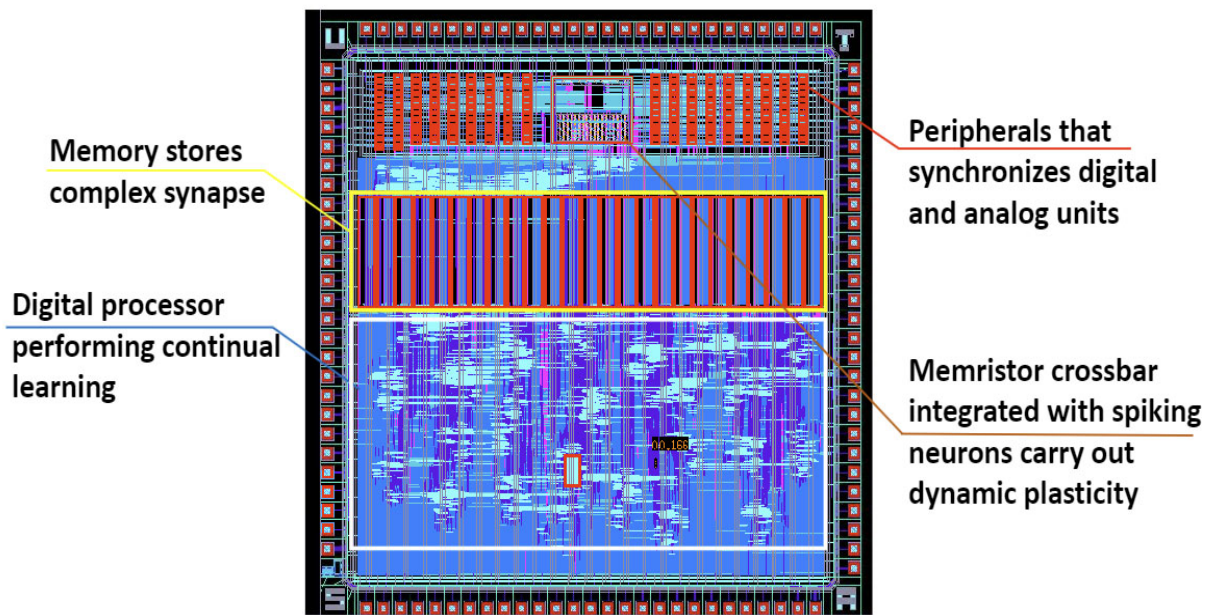 Memory stores
complex synapse
Digital processor
performing continual
learning
Peripherals that
synchronizes digital
and analog units
Memristor crossbar
integrated with spiking
neurons carry out
dynamic plasticity
U
T
S
A